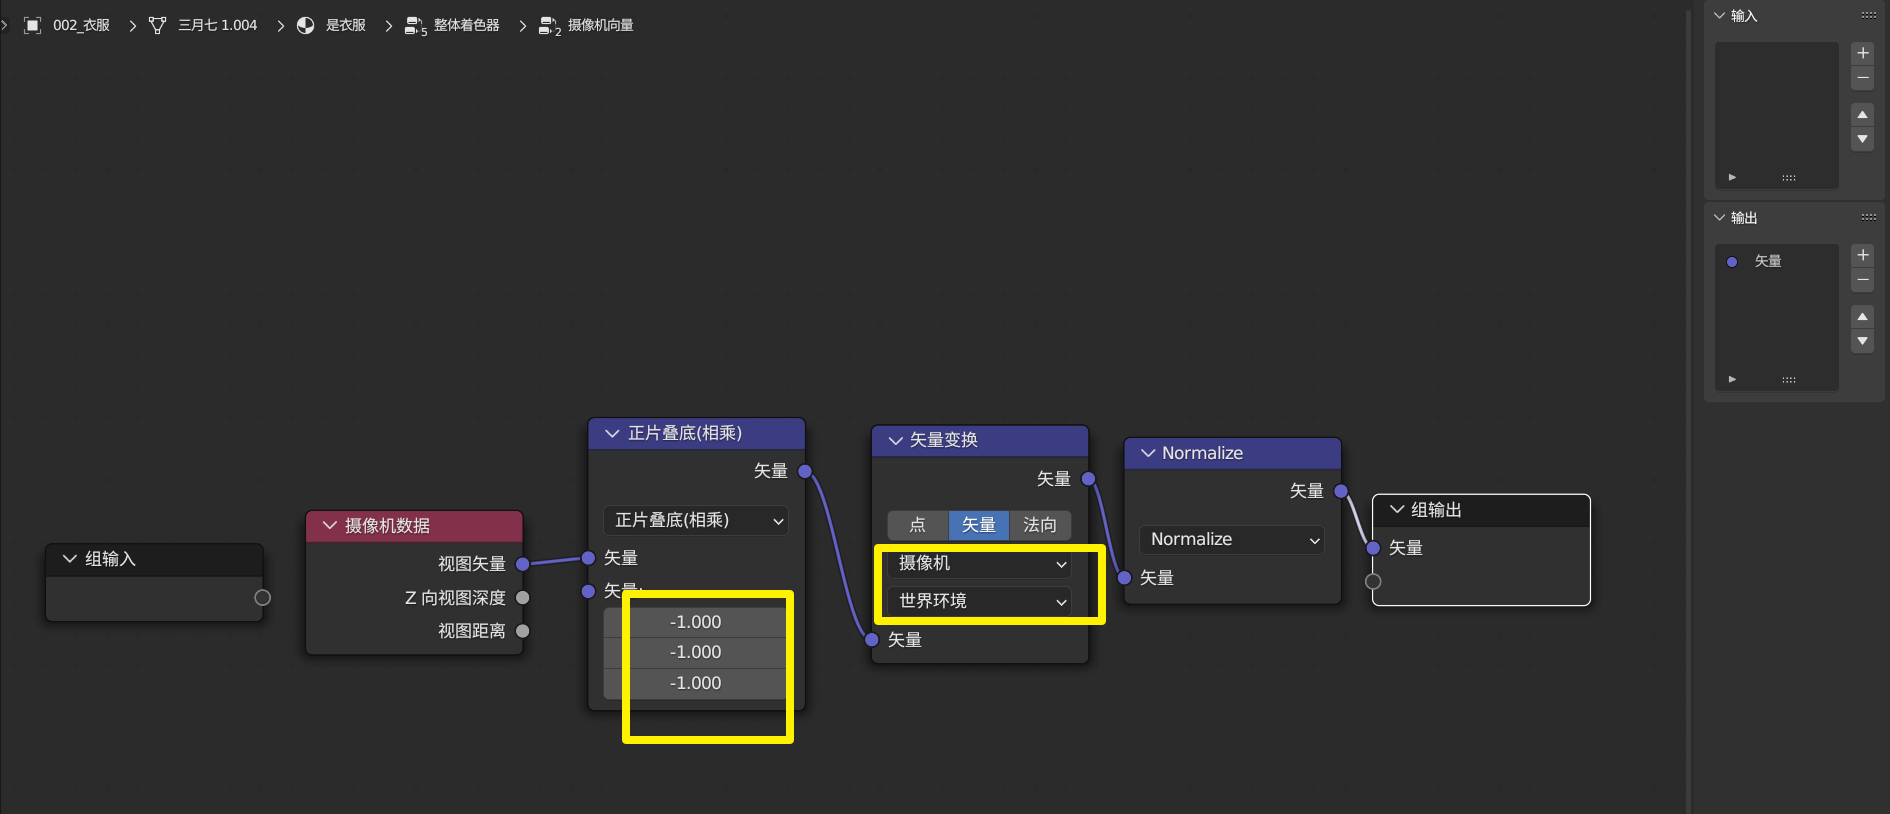 002_衣服
三月七 1.004
是衣服
5
整体着色器
2
摄像机向量
输入
输出
矢量
组输入
摄像机数据
视图矢量
Z 向视图深度
视图距离
正片叠底(相乘)
矢量
正片叠底(相乘)
矢量
矢量:
-1.000
-1.000
-1.000
矢量变换
矢量
点 矢量 法向
摄像机
世界环境
矢量
Normalize
矢量
Normalize
矢量
组输出
矢量